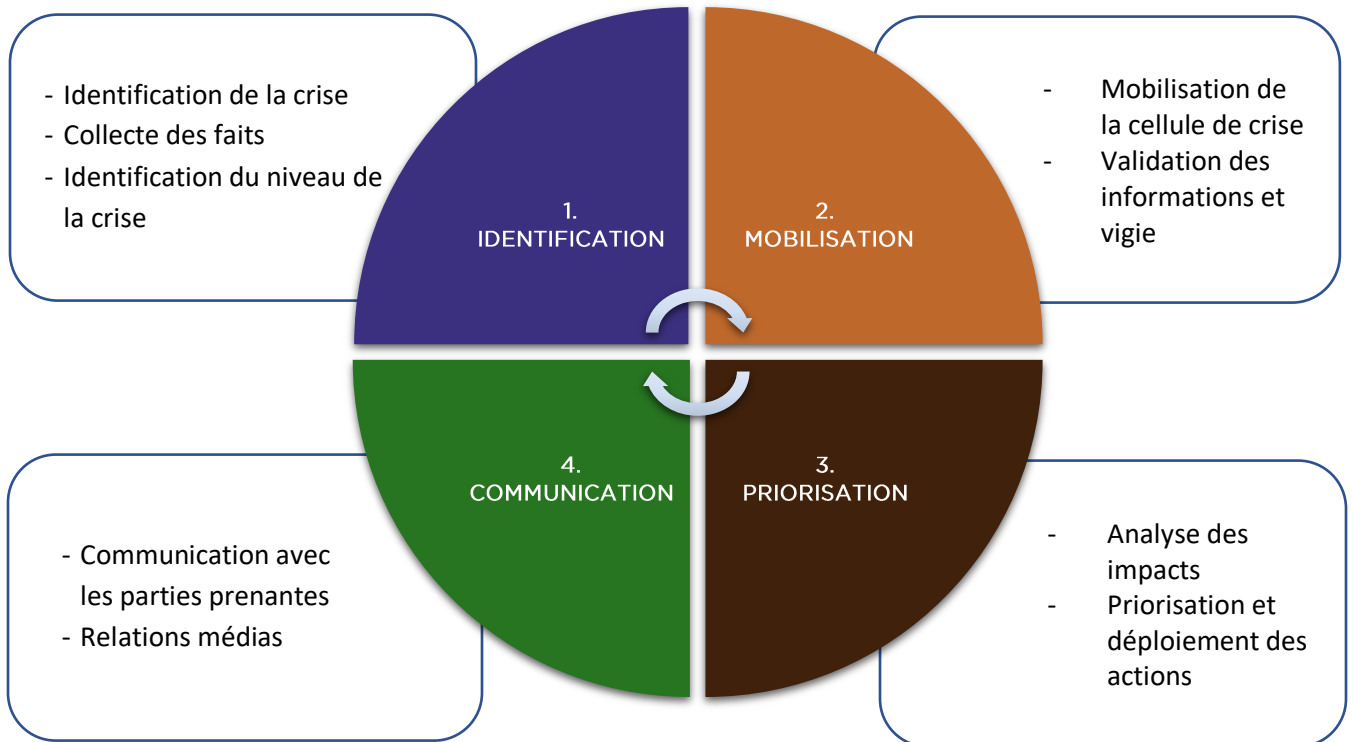 - Identification de la crise
- Collecte des faits
- Identification du niveau de
la crise
1.
IDENTIFICATION
2.
MOBILISATION
- Mobilisation de
la cellule de crise
- Validation des
informations et
vigie
- Communication avec
les parties prenantes
- Relations médias
4.
COMMUNICATION
3.
PRIORISATION
- Analyse des
impacts
- Priorisation et
déploiement des
actions